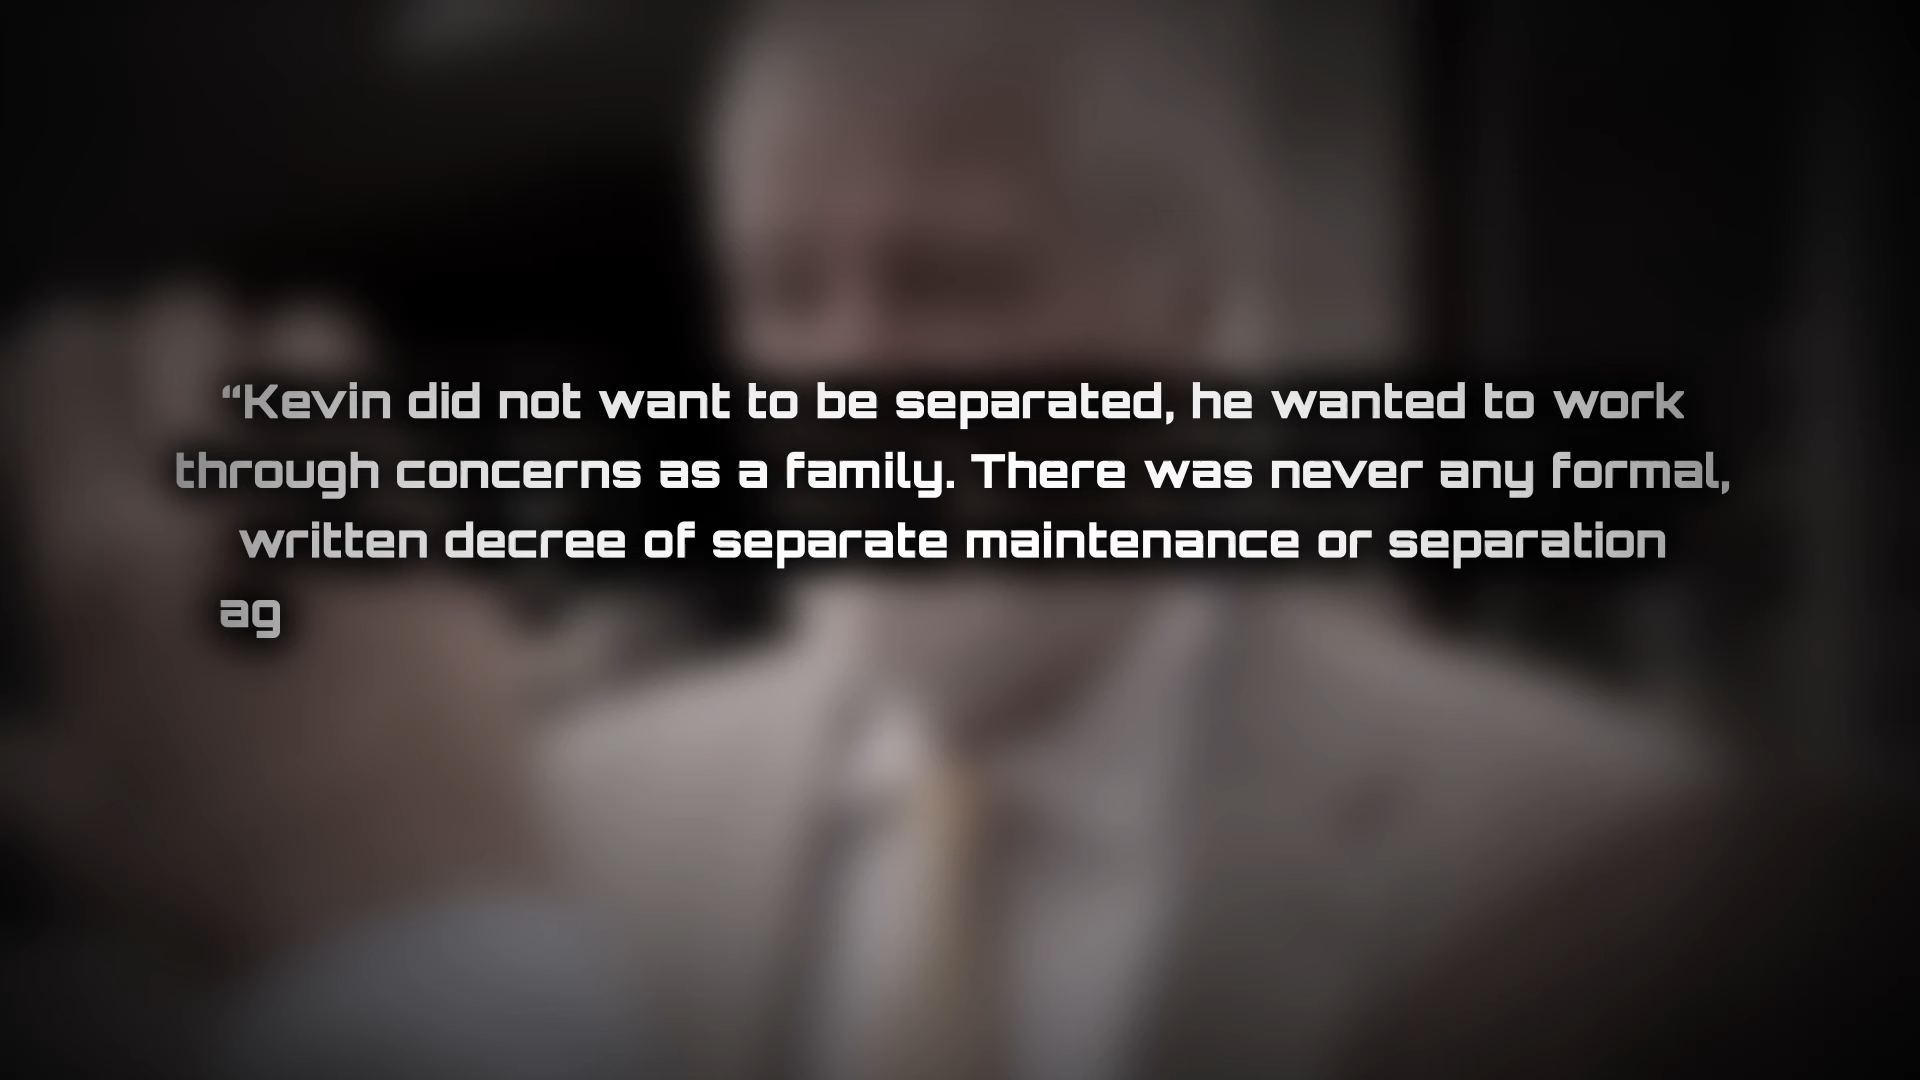 “Kevin did not want to be separated, he wanted to work
through concerns as a family. There was never any formal,
written decree of separate maintenance or separation
ag